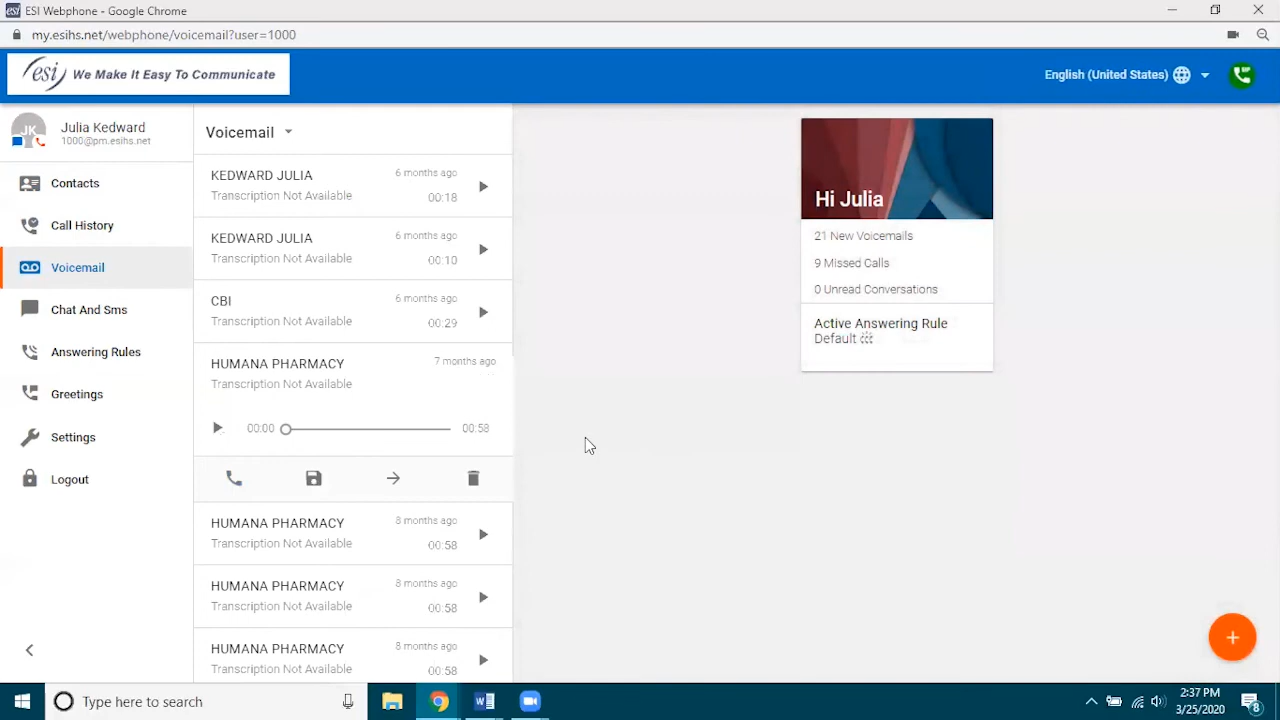 ESI Webphone - Google Chrome
my.esihs.net/webphone/voicemail?user=1000
esi We Make It Easy To Communicate
English (United States)
JK
Julia Kedward
1000@pm.esihs.net
Contacts
Call History
Voicemail
Chat And Sms
Answering Rules
Greetings
Settings
Logout
Voicemail
KEDWARD JULIA
6 months ago
Transcription Not Available
00:18
KEDWARD JULIA
6 months ago
Transcription Not Available
00:10
CBI
6 months ago
Transcription Not Available
00:29
HUMANA PHARMACY
7 months ago
Transcription Not Available
00:00
00:58
HUMANA PHARMACY
8 months ago
Transcription Not Available
00:58
HUMANA PHARMACY
8 months ago
Transcription Not Available
00:58
HUMANA PHARMACY
8 months ago
Transcription Not Available
00:58
Hi Julia
21 New Voicemails
9 Missed Calls
0 Unread Conversations
Active Answering Rule
Default
Type here to search
2:37 PM
3/25/2020
8